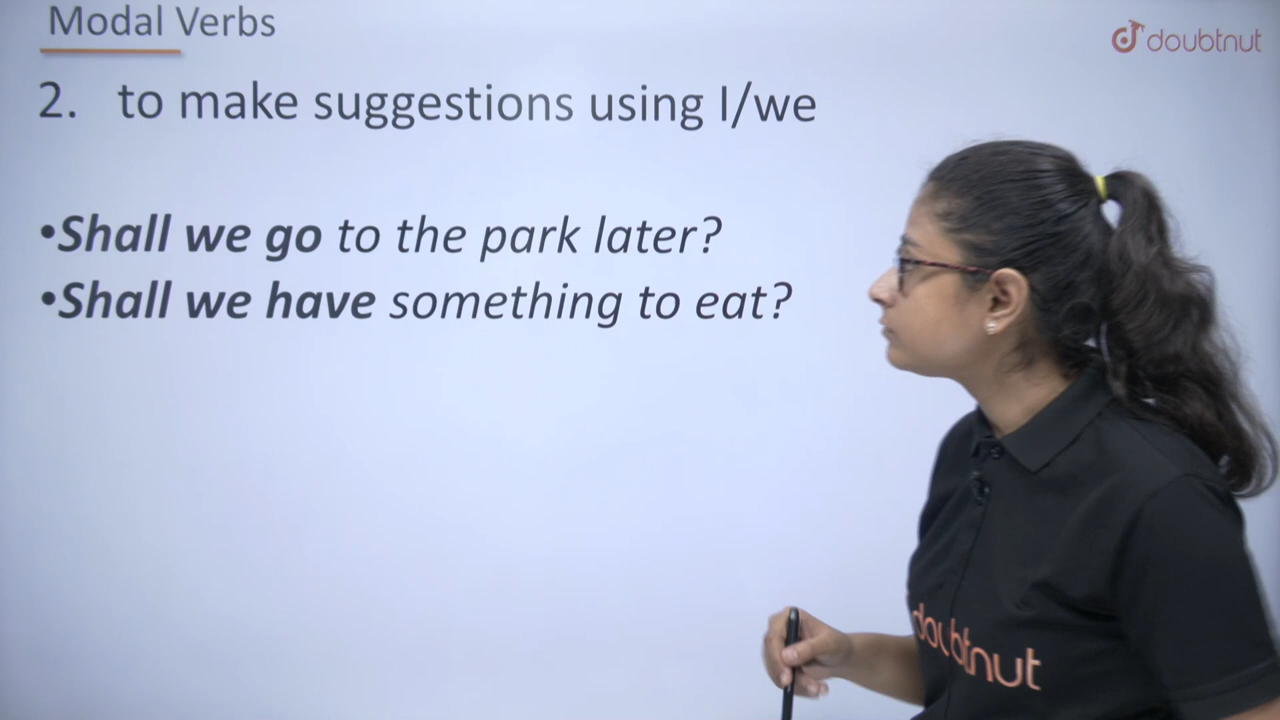 Modal Verbs
doubtnut
2. to make suggestions using I/we
•Shall we go to the park later?
•Shall we have something to eat?
doubtnut